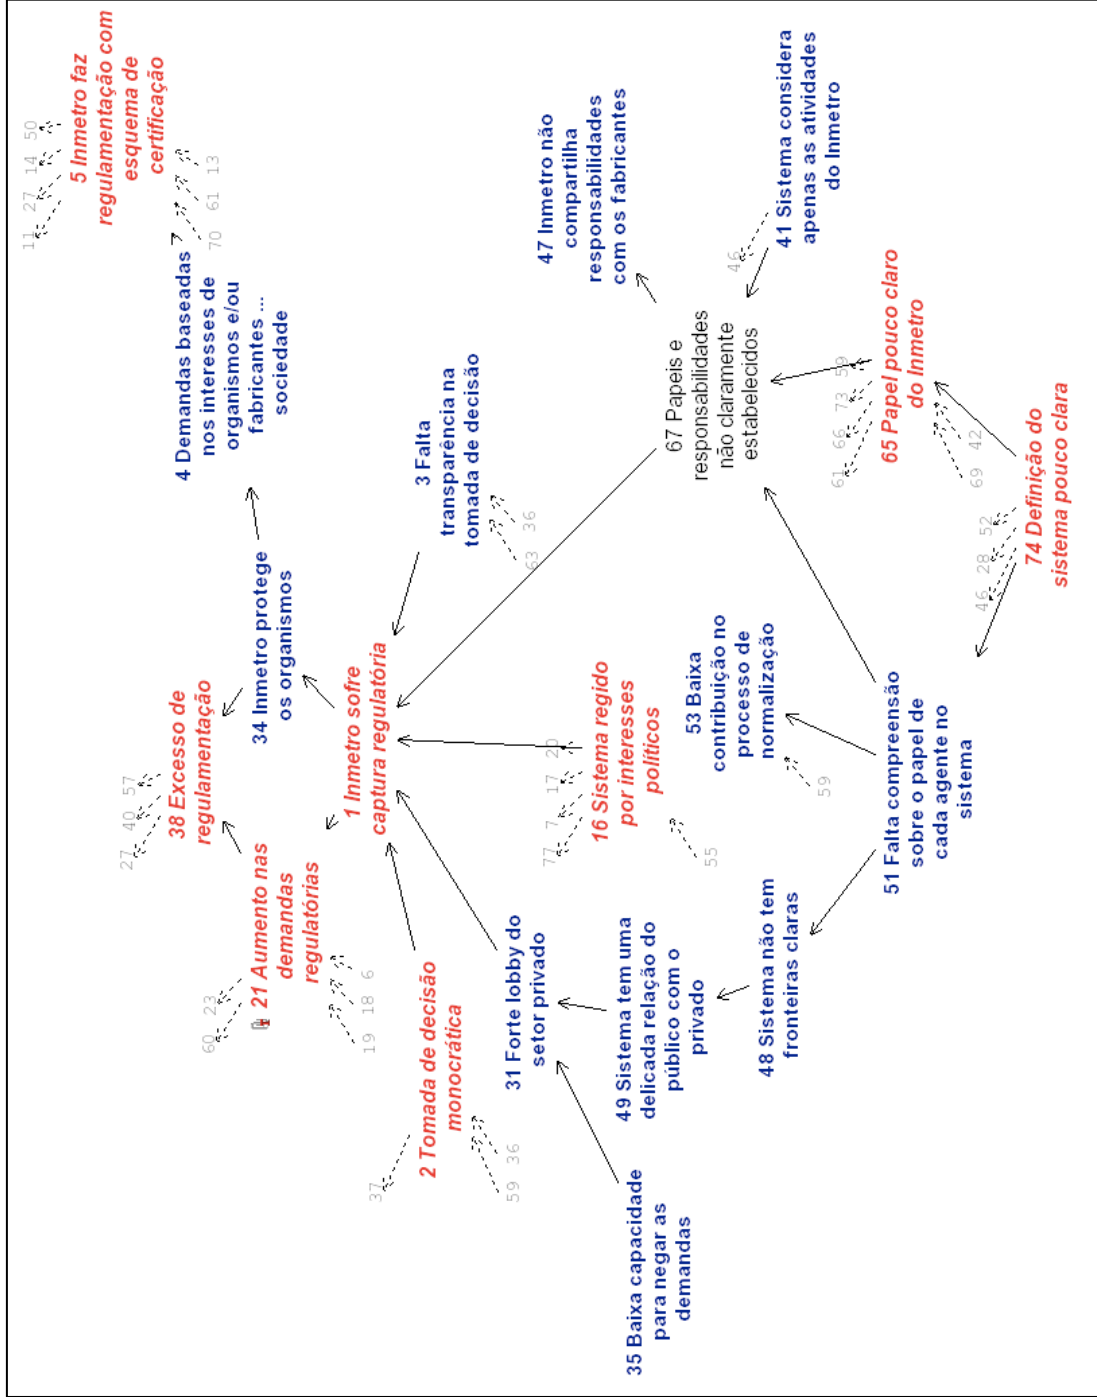 11 27 14 50
5 Inmetro faz
regulamentação com
esquema de
certificação
27 40 57
38 Excesso de
regulamentação
70 61 13
4 Demandas baseadas
nos interesses de
organismos e/ou
fabricantes ...
sociedade
60 23
21 Aumento nas
demandas
regulatórias
19 18 6
34 Inmetro protege
os organismos
1 Inmetro sofre
captura regulatória
3 Falta
transparência na
tomada de decisão
63 36
37
2 Tomada de decisão
monocrática
59 36
47 Inmetro não
compartilha
responsabilidades
com os fabricantes
31 Forte lobby do
setor privado
77 7 17 20
16 Sistema regido
por interesses
políticos
55
67 Papeis e
responsabilidades
não claramente
estabelecidos
46
41 Sistema considera
apenas as atividades
do Inmetro
35 Baixa capacidade
para negar as
demandas
49 Sistema tem uma
delicada relação do
público com o
privado
53 Baixa
contribuição no
processo de
normalização
59
48 Sistema não tem
fronteiras claras
61 66 73 59
65 Papel pouco claro
do Inmetro
69 42
51 Falta compreensão
sobre o papel de
cada agente no
sistema
46 28 52
74 Definição do
sistema pouco clara